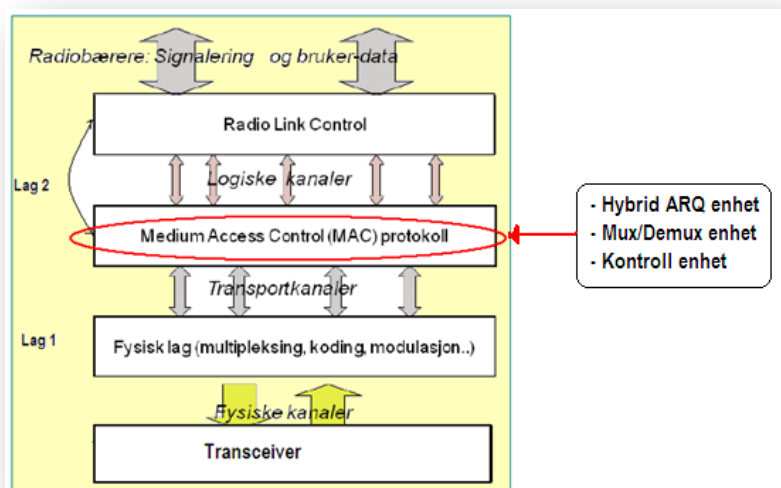 Radiobærere: Signalering og bruker-data
Radio Link Control
Lag 2
Logiske kanaler
Medium Access Control (MAC) protokoll
- Hybrid ARQ enhet
- Mux/Demux enhet
- Kontroll enhet
Transportkanaler
Lag 1
Fysisk lag (multipleksing, koding, modulasjon..)
Fysiske kanaler
Transceiver